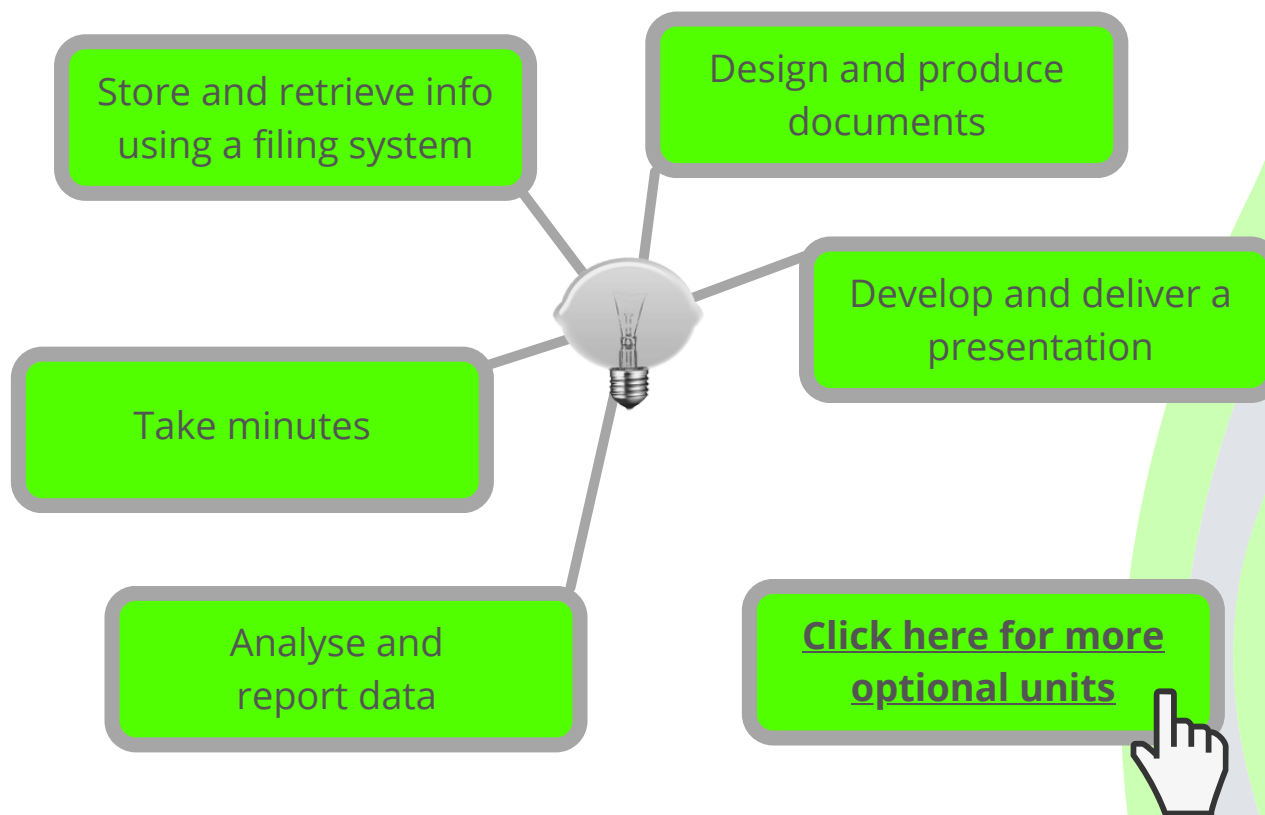 Store and retrieve info
using a filing system
Design and produce
documents
Develop and deliver a
presentation
Take minutes
Analyse and
report data
Click here for more
optional units